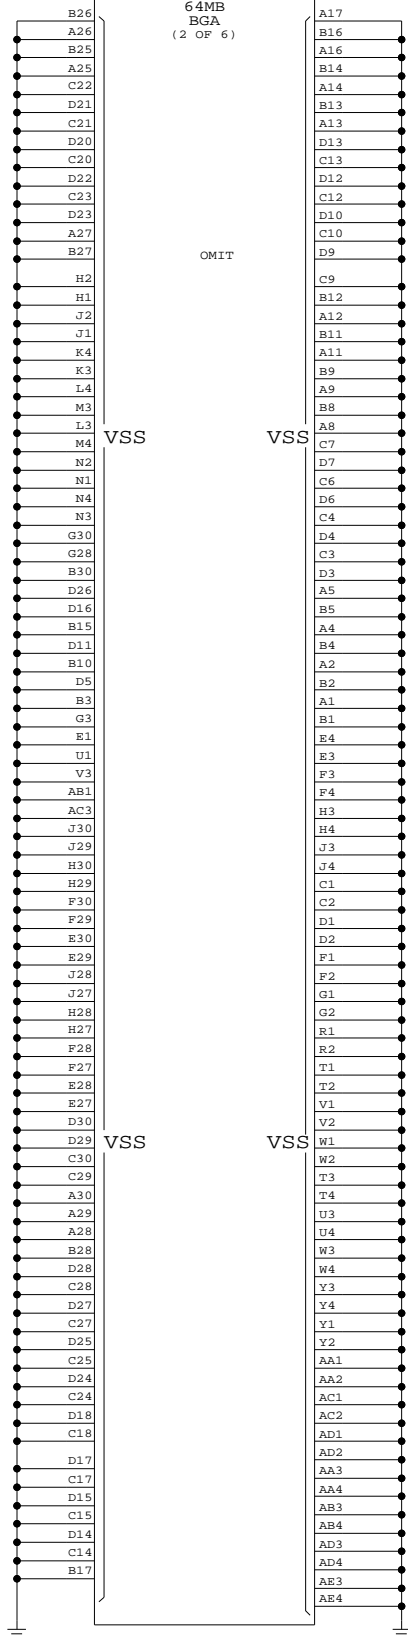 64MB
BGA
(2 OF 6)
OMIT
B26
A26
B25
A25
C22
D21
C21
D20
C20
D22
C23
D23
A27
B27
H2
H1
J2
J1
K4
K3
L4
M3
L3
M4
N2
N1
N4
N3
G30
G28
B30
D26
D16
B15
D11
B10
D5
B3
G3
E1
U1
V3
AB1
AC3
J30
J29
H30
H29
F30
F29
E30
E29
J28
J27
H28
H27
F28
F27
E28
E27
D30
D29
C30
C29
A30
A29
A28
B28
D28
C28
D27
C27
D25
C25
D24
C24
D18
C18
D17
C17
D15
C15
D14
C14
B17
VSS
VSS
VSS
VSS
A17
B16
A16
B14
A14
B13
A13
D13
C13
D12
C12
D10
C10
D9
C9
B12
A12
B11
A11
B9
A9
B8
A8
C7
D7
C6
D6
C4
D4
C3
D3
A5
B5
A4
B4
A2
B2
A1
B1
E4
E3
F3
F4
H3
H4
J3
J4
C1
C2
D1
D2
F1
F2
G1
G2
R1
R2
T1
T2
V1
V2
W1
W2
T3
T4
U3
U4
W3
W4
Y3
Y4
Y1
Y2
AA1
AA2
AC1
AC2
AD1
AD2
AA3
AA4
AB3
AB4
AD3
AD4
AE3
AE4